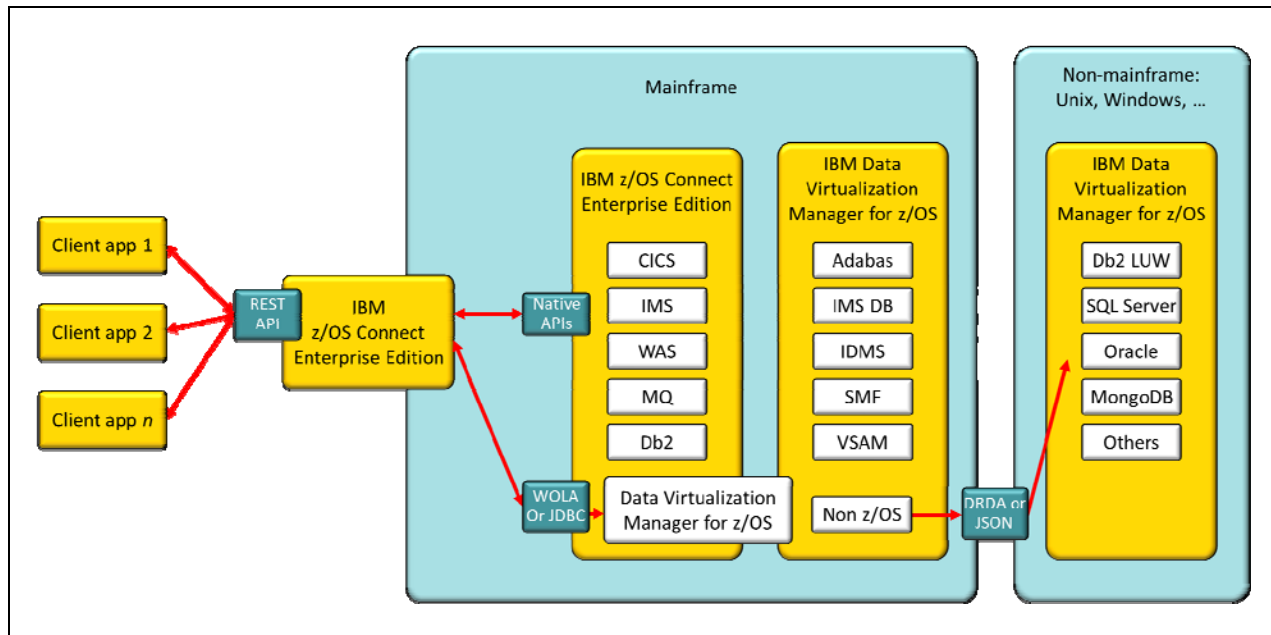 Mainframe
Non-mainframe:
Unix, Windows, ...
IBM z/OS Connect
Enterprise Edition
IBM Data
Virtualization
Manager for z/OS
IBM Data
Virtualization
Manager for z/OS
Client app 1
Client app 2
Client app n
REST
API
IBM
z/OS Connect
Enterprise Edition
Native
APIs
WOLA
Or JDBC
CICS
IMS
WAS
MQ
Db2
Data Virtualization
Manager for z/OS
Adabas
IMS DB
IDMS
SMF
VSAM
Non z/OS
DRDA or
JSON
Db2 LUW
SQL Server
Oracle
MongoDB
Others